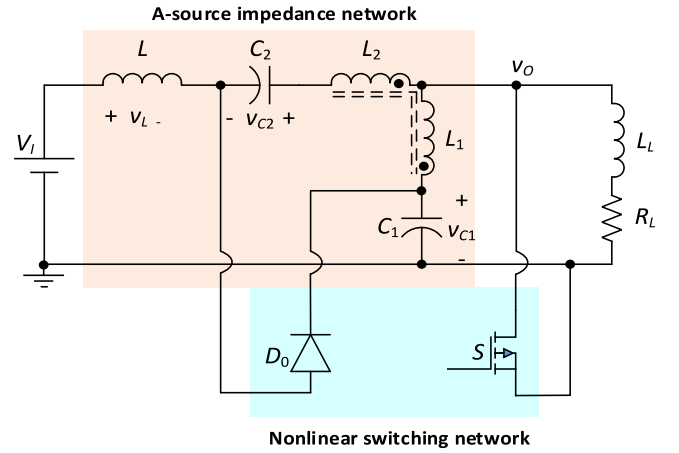 A-source impedance network
L C2 L2 vO
+ vL - - vC2 +
VI
L1
LL
+
C1 vC1
RL
-
D0
S
Nonlinear switching network